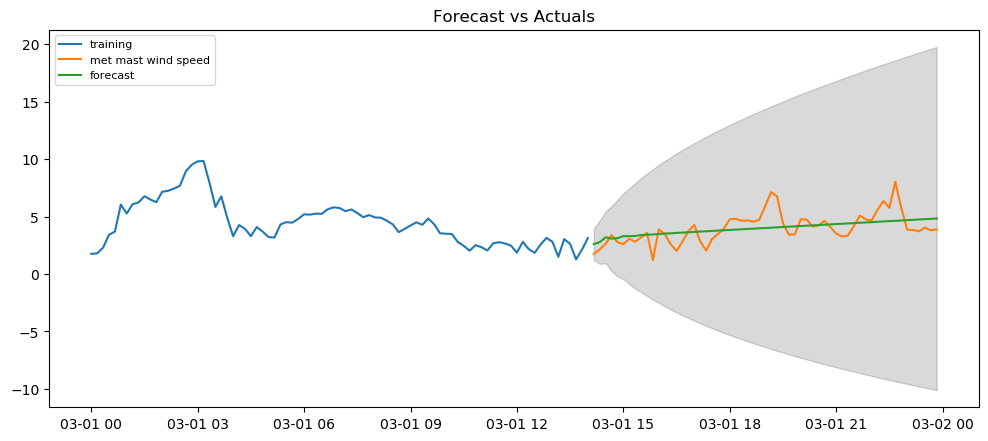 Forecast vs Actuals
training
met mast wind speed
forecast
20
15
10
5
0
−5
−10
03-01 00 03-01 03 03-01 06 03-01 09 03-01 12 03-01 15 03-01 18 03-01 21 03-02 00